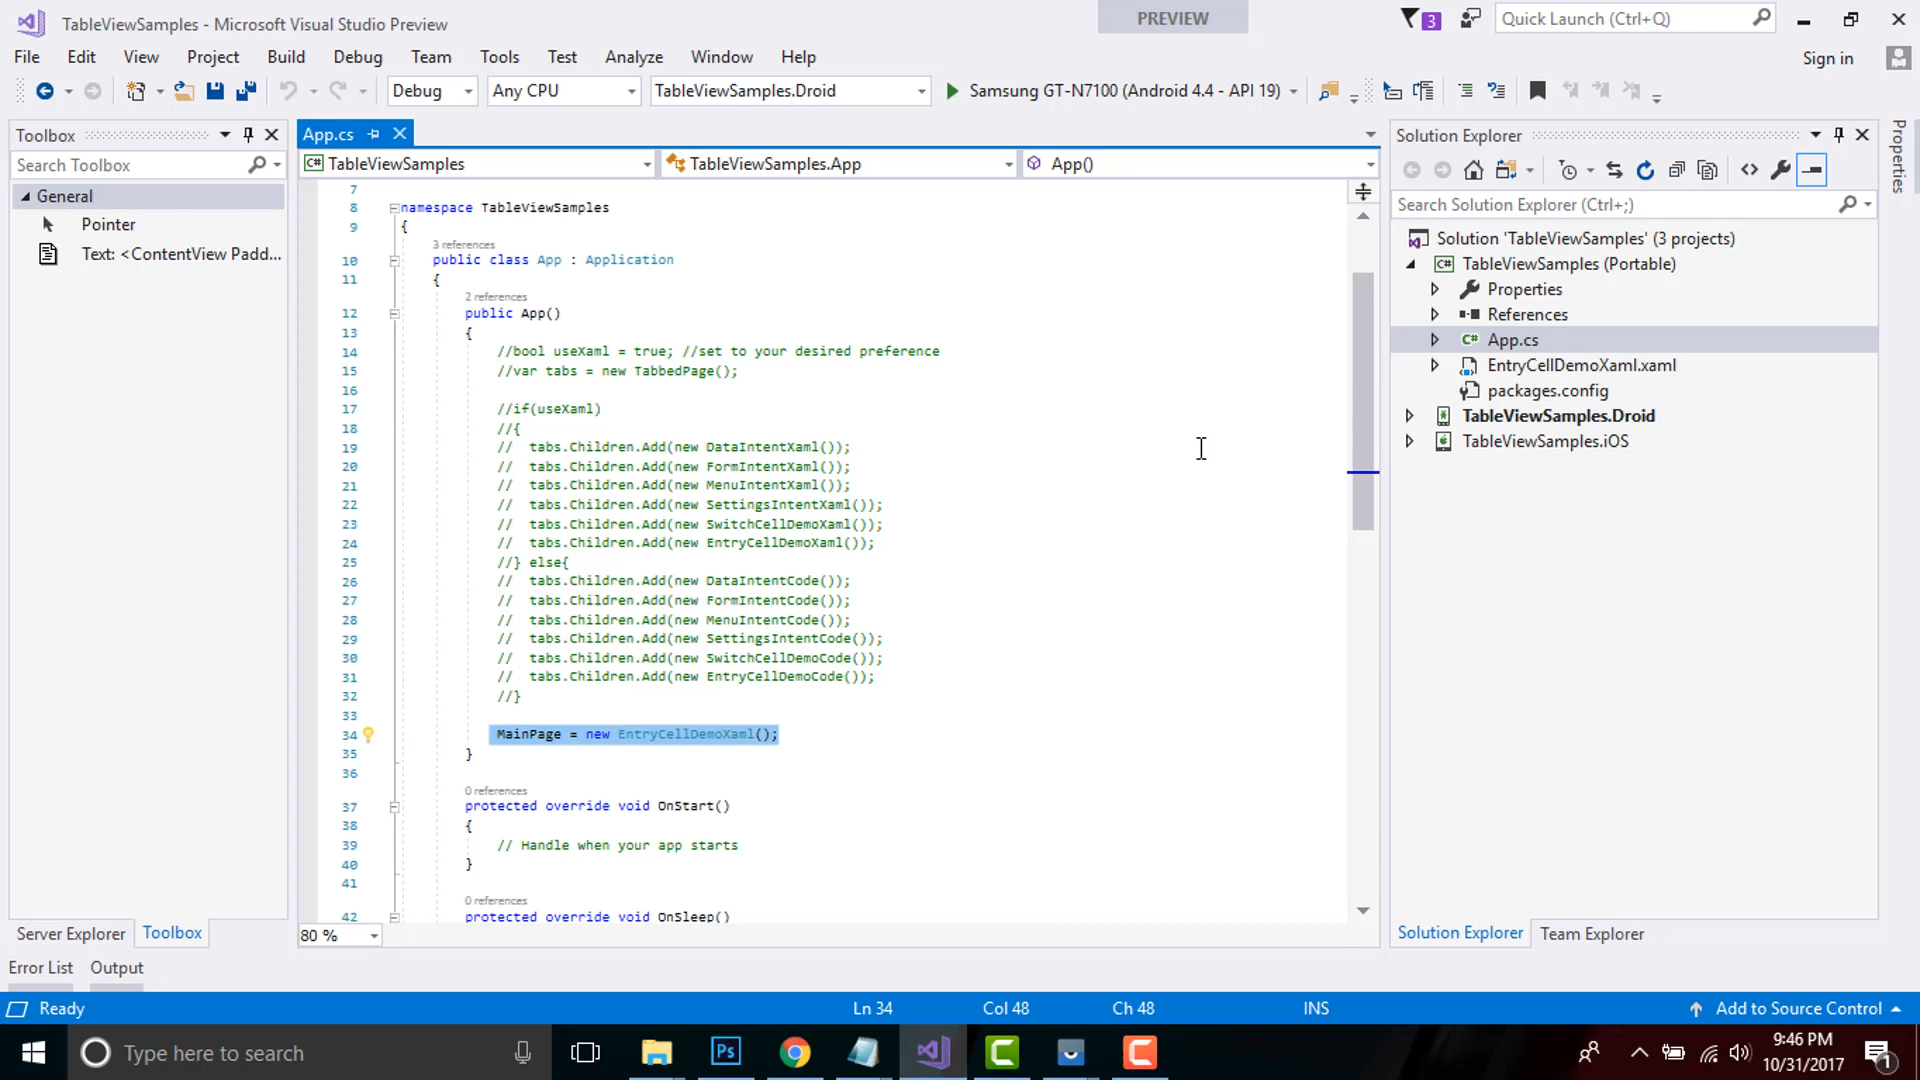 TableViewSamples - Microsoft Visual Studio Preview
PREVIEW
3
Quick Launch (Ctrl+Q)
File Edit View Project Build Debug Team Tools Test Analyze Window Help
Sign in
Debug Any CPU TableViewSamples.Droid Samsung GT-N7100 (Android 4.4 - API 19)
Toolbox
Search Toolbox
General
Pointer
Text: <ContentView Padd...
App.cs
TableViewSamples TableViewSamples.App App()
7
8 namespace TableViewSamples
9 {
3 references
10 public class App : Application
11 {
2 references
12 public App()
13 {
14 //bool useXaml = true; //set to your desired preference
15 //var tabs = new TabbedPage();
16
17 //if(useXaml)
18 //{
19 // tabs.Children.Add(new DataIntentXaml());
20 // tabs.Children.Add(new FormIntentXaml());
21 // tabs.Children.Add(new MenuIntentXaml());
22 // tabs.Children.Add(new SettingsIntentXaml());
23 // tabs.Children.Add(new SwitchCellDemoXaml());
24 // tabs.Children.Add(new EntryCellDemoXaml());
25 //} else{
26 // tabs.Children.Add(new DataIntentCode());
27 // tabs.Children.Add(new FormIntentCode());
28 // tabs.Children.Add(new MenuIntentCode());
29 // tabs.Children.Add(new SettingsIntentCode());
30 // tabs.Children.Add(new SwitchCellDemoCode());
31 // tabs.Children.Add(new EntryCellDemoCode());
32 //}
33
34 MainPage = new EntryCellDemoXaml();
35 }
36
0 references
37 protected override void OnStart()
38 {
39 // Handle when your app starts
40 }
41
0 references
42 protected override void OnSleep()
80 %
Solution Explorer
Search Solution Explorer (Ctrl+;)
Solution 'TableViewSamples' (3 projects)
TableViewSamples (Portable)
Properties
References
App.cs
EntryCellDemoXaml.xaml
packages.config
TableViewSamples.Droid
TableViewSamples.iOS
Properties
Server Explorer Toolbox
Solution Explorer Team Explorer
Error List Output
Ready Ln 34 Col 48 Ch 48 INS Add to Source Control
Type here to search
Ps
9:46 PM
10/31/2017
1